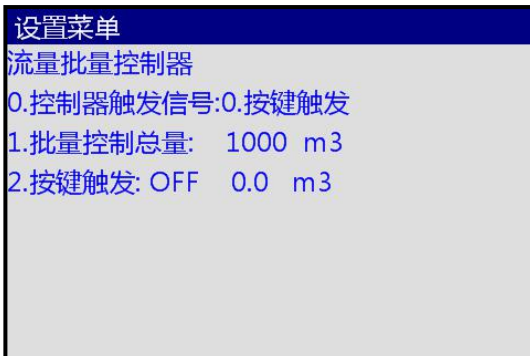 设置菜单
流量批量控制器
0.控制器触发信号:0.按键触发
1.批量控制总量: 1000 m3
2.按键触发: OFF 0.0 m3